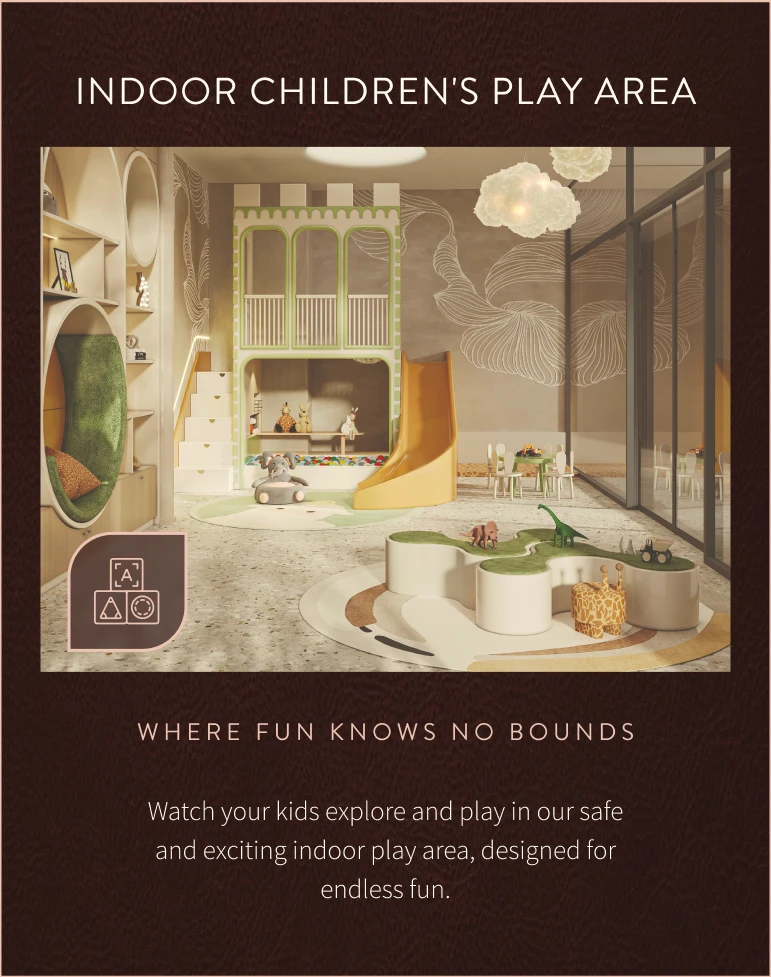 INDOOR CHILDREN'S PLAY AREA
A
WHERE FUN KNOWS NO BOUNDS
Watch your kids explore and play in our safe
and exciting indoor play area, designed for
endless fun.